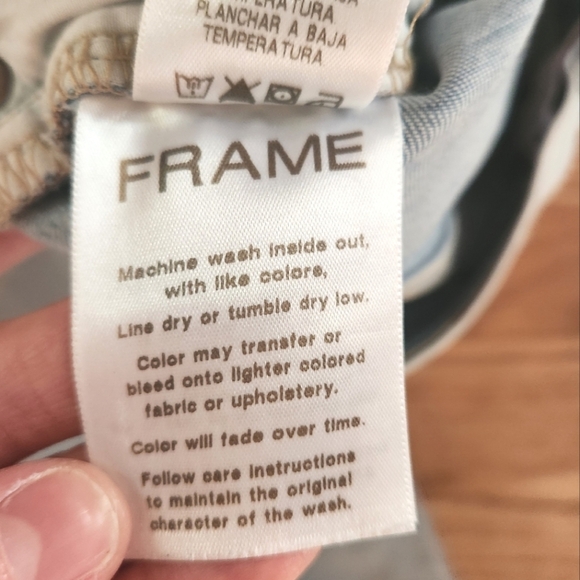 TEMPERATURA
PLANCHAR A BAJA
TEMPERATURA
FRAME
Machine wash inside out,
with like colors,
Line dry or tumble dry low.
Color may transfer or
bleed onto lighter colored
fabric or upholstery.
Color will fade over time.
Follow care instructions
to maintain the original
character of the wash.